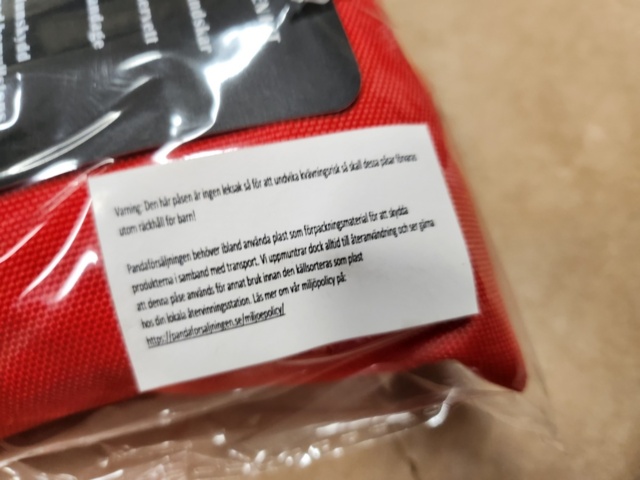 Varning: Den här påsen är ingen leksak så för att undvika kvävningsrisk så skall dessa påsar förvaras
utom räckhåll för barn!
Pandaförsäljningen behöver ibland använda plast som förpackningsmaterial för att skydda
produkterna i samband med transport. Vi uppmuntrar dock alltid till återanvändning och ser gärna
att denna påse används för annat bruk innan den källsorteras som plast
hos din lokala återvinningsstation. Läs mer om vår miljöpolicy på:
https://pandaforsaljningen.se/miljoepolicy/